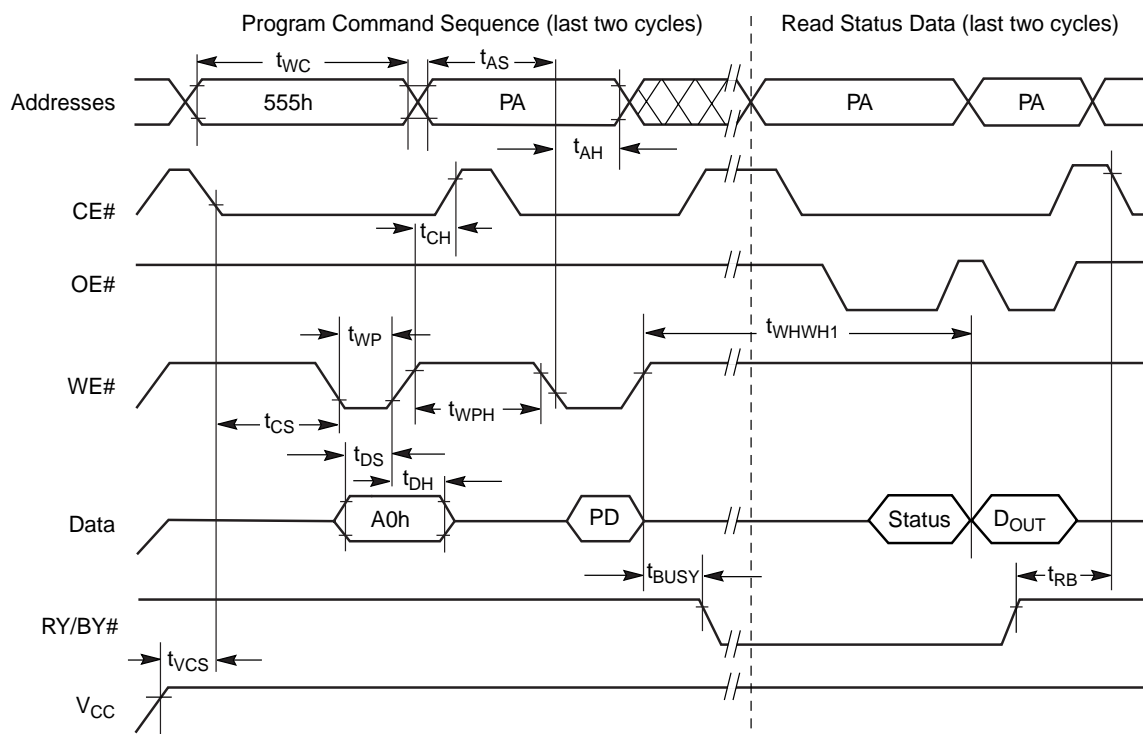 Program Command Sequence (last two cycles)
Read Status Data (last two cycles)
tWC
tAS
Addresses
555h
PA
PA
PA
tAH
CE#
tCH
OE#
tWP
tWHWH1
WE#
tCS
tWPH
tDS
tDH
Data
A0h
PD
Status
DOUT
tBUSY
tRB
RY/BY#
tVCS
VCC